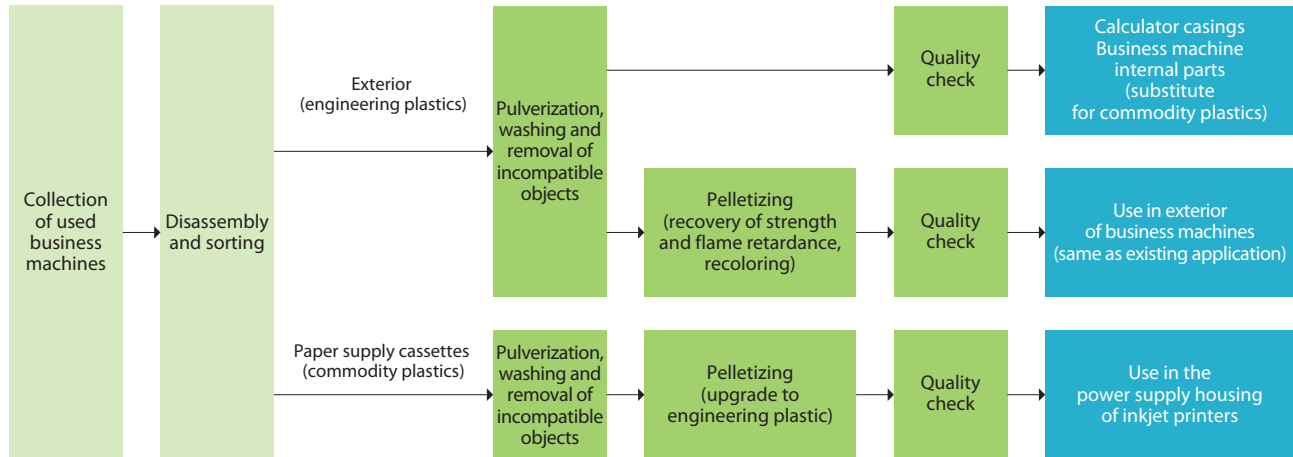 Collection
of used
business
machines
Disassembly
and sorting
Exterior
(engineering plastics)
Pulverization,
washing and
removal of
incompatible
objects
Quality
check
Calculator casings
Business machine
internal parts
(substitute
for commodity plastics)
Pelletizing
(recovery of strength
and flame retardance,
recoloring)
Quality
check
Use in exterior
of business machines
(same as existing application)
Paper supply cassettes
(commodity plastics)
Pulverization,
washing and
removal of
incompatible
objects
Pelletizing
(upgrade to
engineering plastic)
Quality
check
Use in the
power supply housing
of inkjet printers